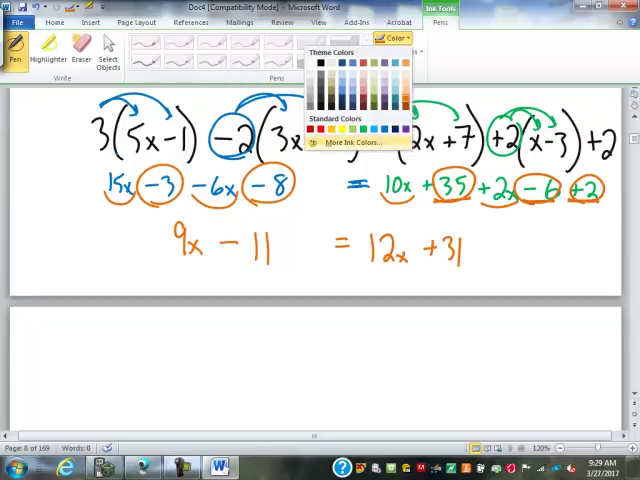 Doc4 [Compatibility Mode] - Microsoft Word
Ink Tools
File Home Insert Page Layout References Mailings Review View Add-Ins Acrobat Pens
Pen Highlighter Eraser Select Objects
Color
Write Pens
Theme Colors
Standard Colors
More Ink Colors...
3(5x-1) -2(3x 2x+7) +2(x-3)+2
15x -3 -6x -8 = 10x +35 +2x -6 +2
9x - 11 = 12x +31
Page: 8 of 169 Words: 0 120%
9:29 AM
3/27/2017